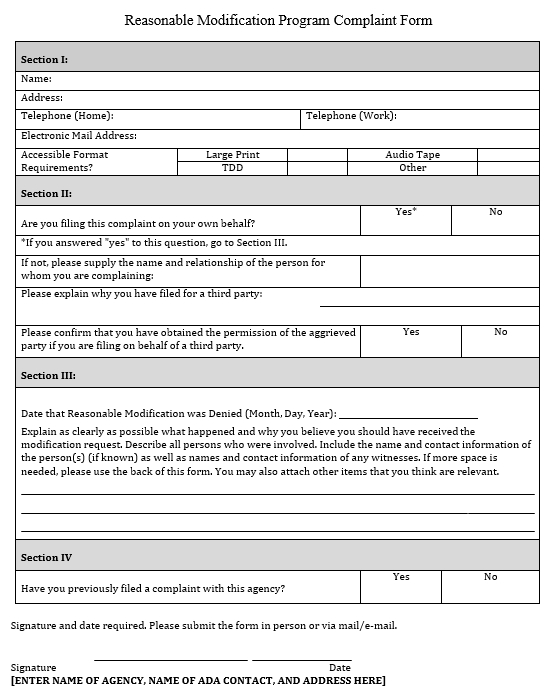 Reasonable Modification Program Complaint Form
Section I:
Name:
Address:
Telephone (Home): Telephone (Work):
Electronic Mail Address:
Accessible Format Large Print Audio Tape
Requirements? TDD Other
Section II:
Yes* No
Are you filing this complaint on your own behalf?
*If you answered "yes" to this question, go to Section III.
If not, please supply the name and relationship of the person for
whom you are complaining:
Please explain why you have filed for a third party:
Please confirm that you have obtained the permission of the aggrieved Yes No
party if you are filing on behalf of a third party.
Section III:
Date that Reasonable Modification was Denied (Month, Day, Year):
Explain as clearly as possible what happened and why you believe you should have received the
modification request. Describe all persons who were involved. Include the name and contact information of
the person(s) (if known) as well as names and contact information of any witnesses. If more space is
needed, please use the back of this form. You may also attach other items that you think are relevant.
Section IV
Yes No
Have you previously filed a complaint with this agency?
Signature and date required. Please submit the form in person or via mail/e-mail.
Signature Date
[ENTER NAME OF AGENCY, NAME OF ADA CONTACT, AND ADDRESS HERE]